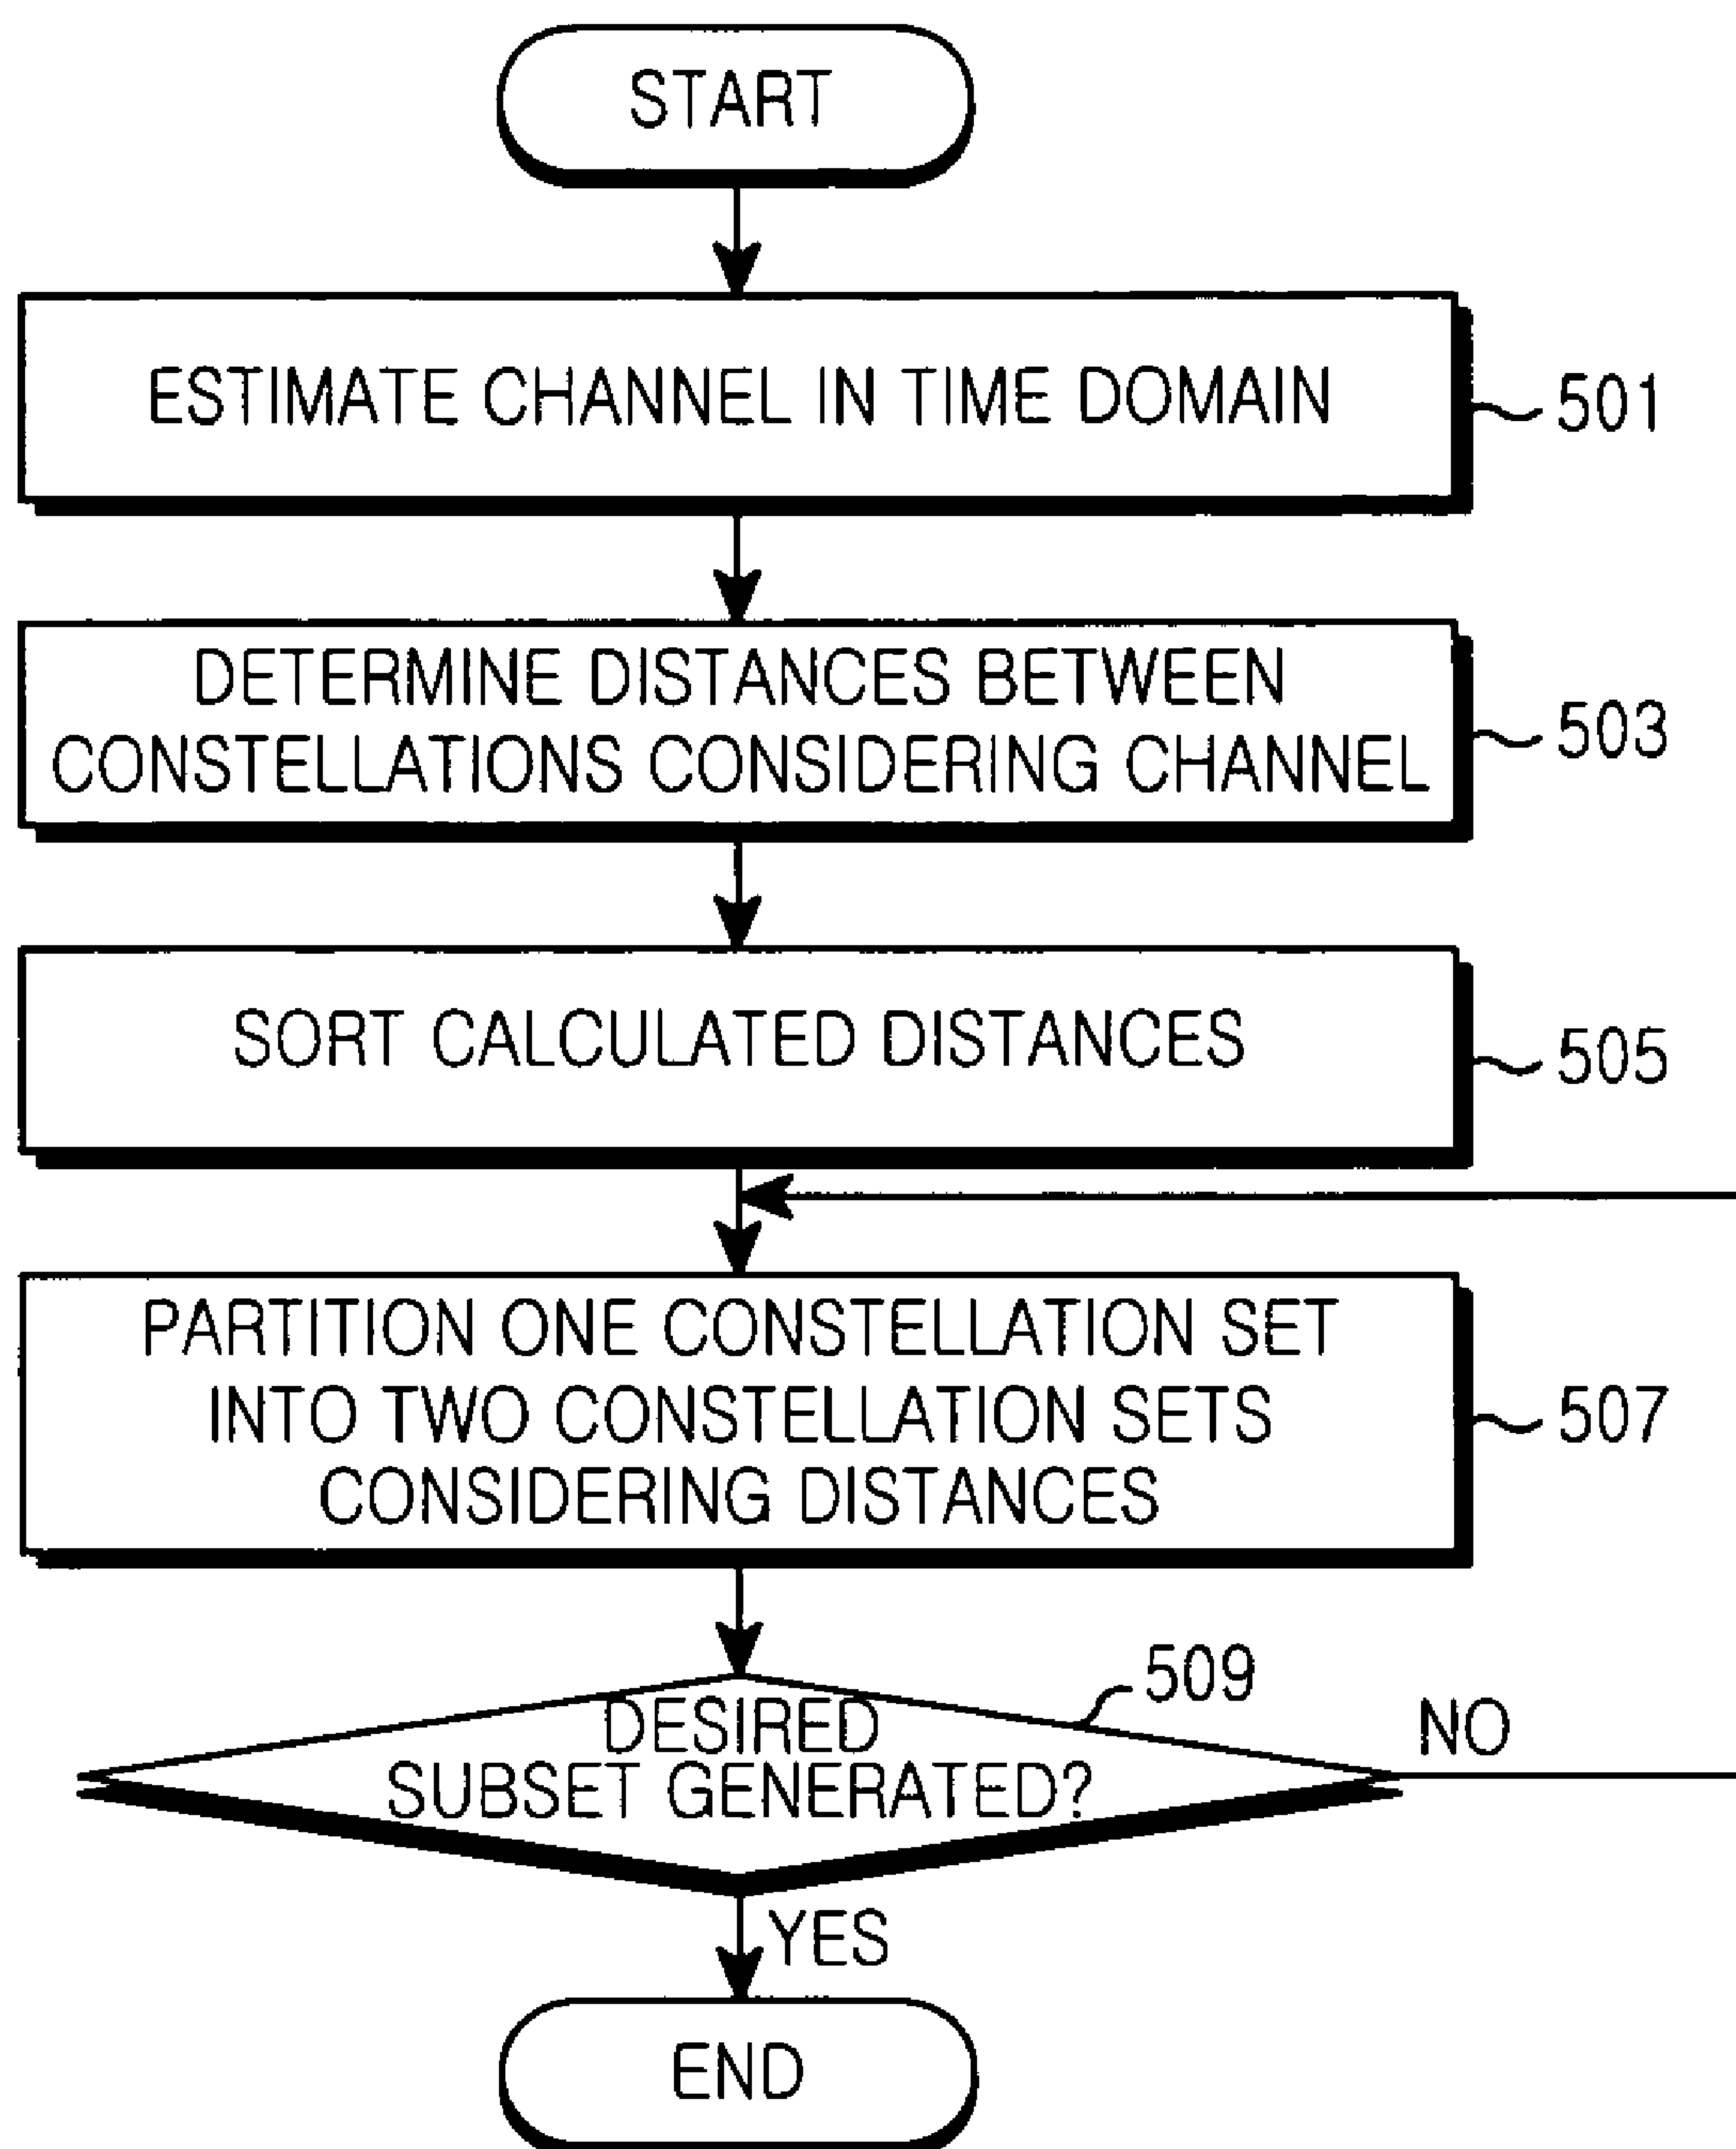 START
ESTIMATE CHANNEL IN TIME DOMAIN
501
DETERMINE DISTANCES BETWEEN
CONSTELLATIONS CONSIDERING CHANNEL
503
SORT CALCULATED DISTANCES
505
PARTITION ONE CONSTELLATION SET
INTO TWO CONSTELLATION SETS
CONSIDERING DISTANCES
507
509
DESIRED
SUBSET GENERATED?
NO
YES
END